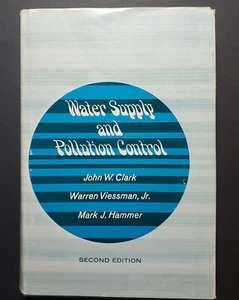 Water Supply
and
Pollution Control
John W. Clark
Warren Viessman, Jr.
Mark J. Hammer
SECOND EDITION